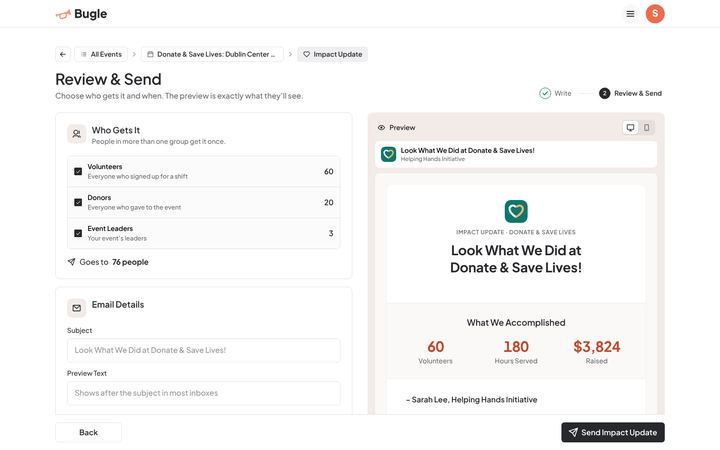 Bugle
S
All Events
Donate & Save Lives: Dublin Center ...
Impact Update
Review & Send
Choose who gets it and when. The preview is exactly what they'll see.
Write
2
Review & Send
Who Gets It
People in more than one group get it once.
Volunteers
Everyone who signed up for a shift
60
Donors
Everyone who gave to the event
20
Event Leaders
Your event's leaders
3
Goes to 76 people
Email Details
Subject
Look What We Did at Donate & Save Lives!
Preview Text
Shows after the subject in most inboxes
Preview
Look What We Did at Donate & Save Lives!
Helping Hands Initiative
IMPACT UPDATE · DONATE & SAVE LIVES
Look What We Did at
Donate & Save Lives!
What We Accomplished
60
Volunteers
180
Hours Served
$3,824
Raised
– Sarah Lee, Helping Hands Initiative
Back
Send Impact Update